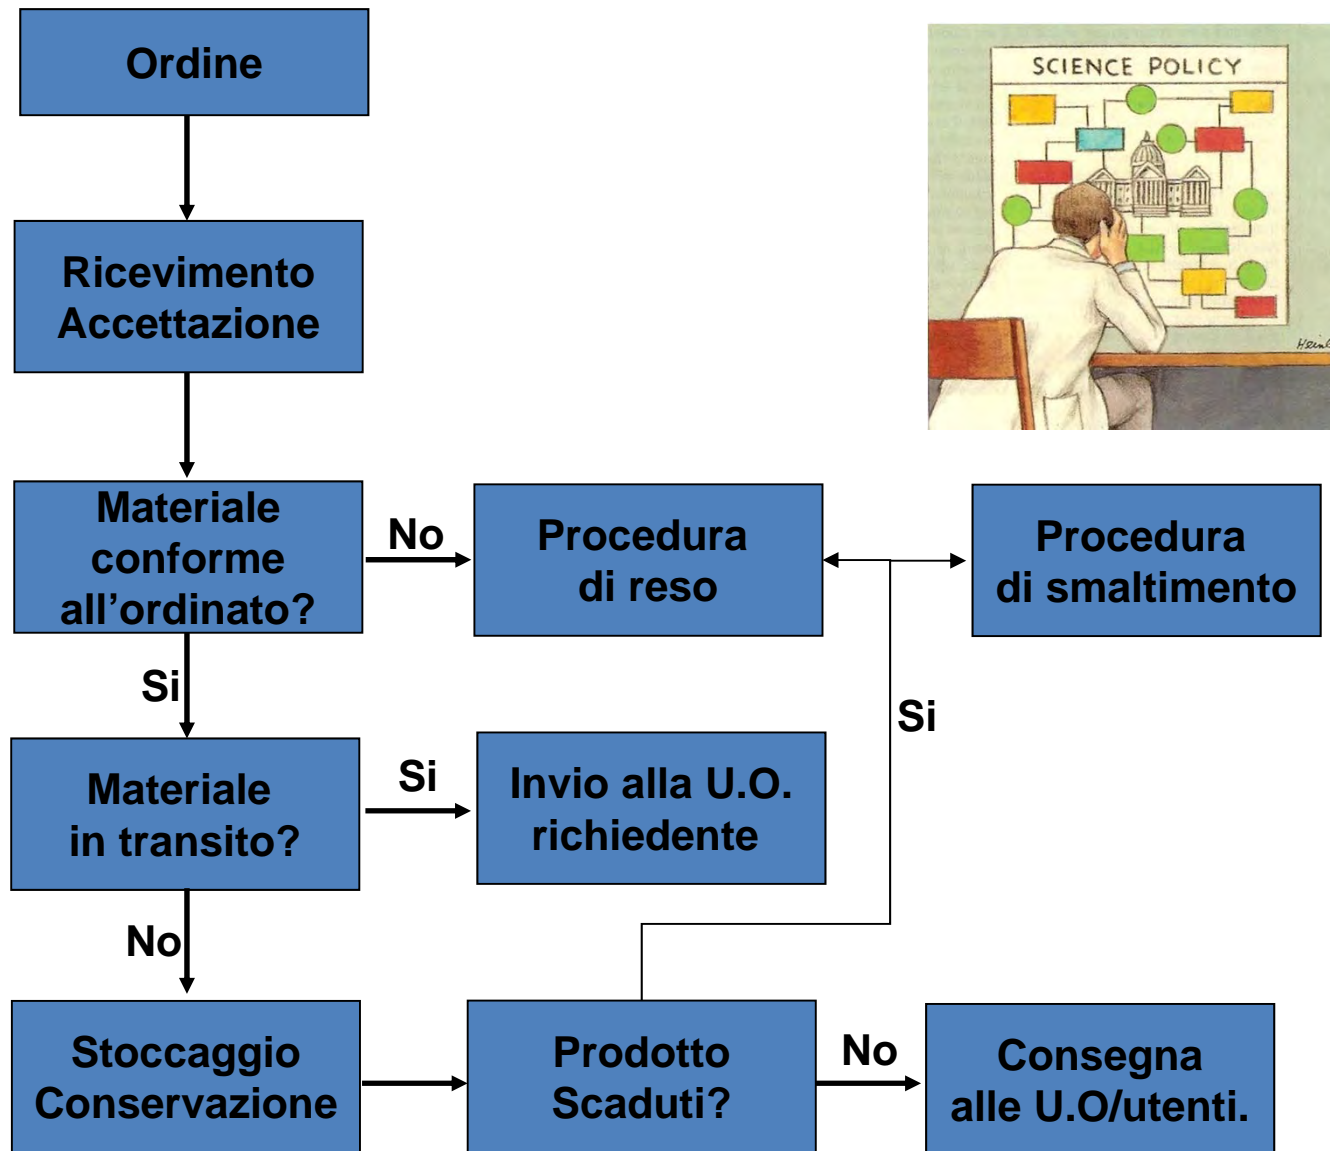 Ordine
SCIENCE POLICY
Ricevimento
Accettazione
Materiale
conforme
all’ordinato?
No
Procedura
di reso
Procedura
di smaltimento
Si
Si
Materiale
in transito?
Si
Invio alla U.O.
richiedente
No
Stoccaggio
Conservazione
Prodotto
Scaduti?
No
Consegna
alle U.O/utenti.